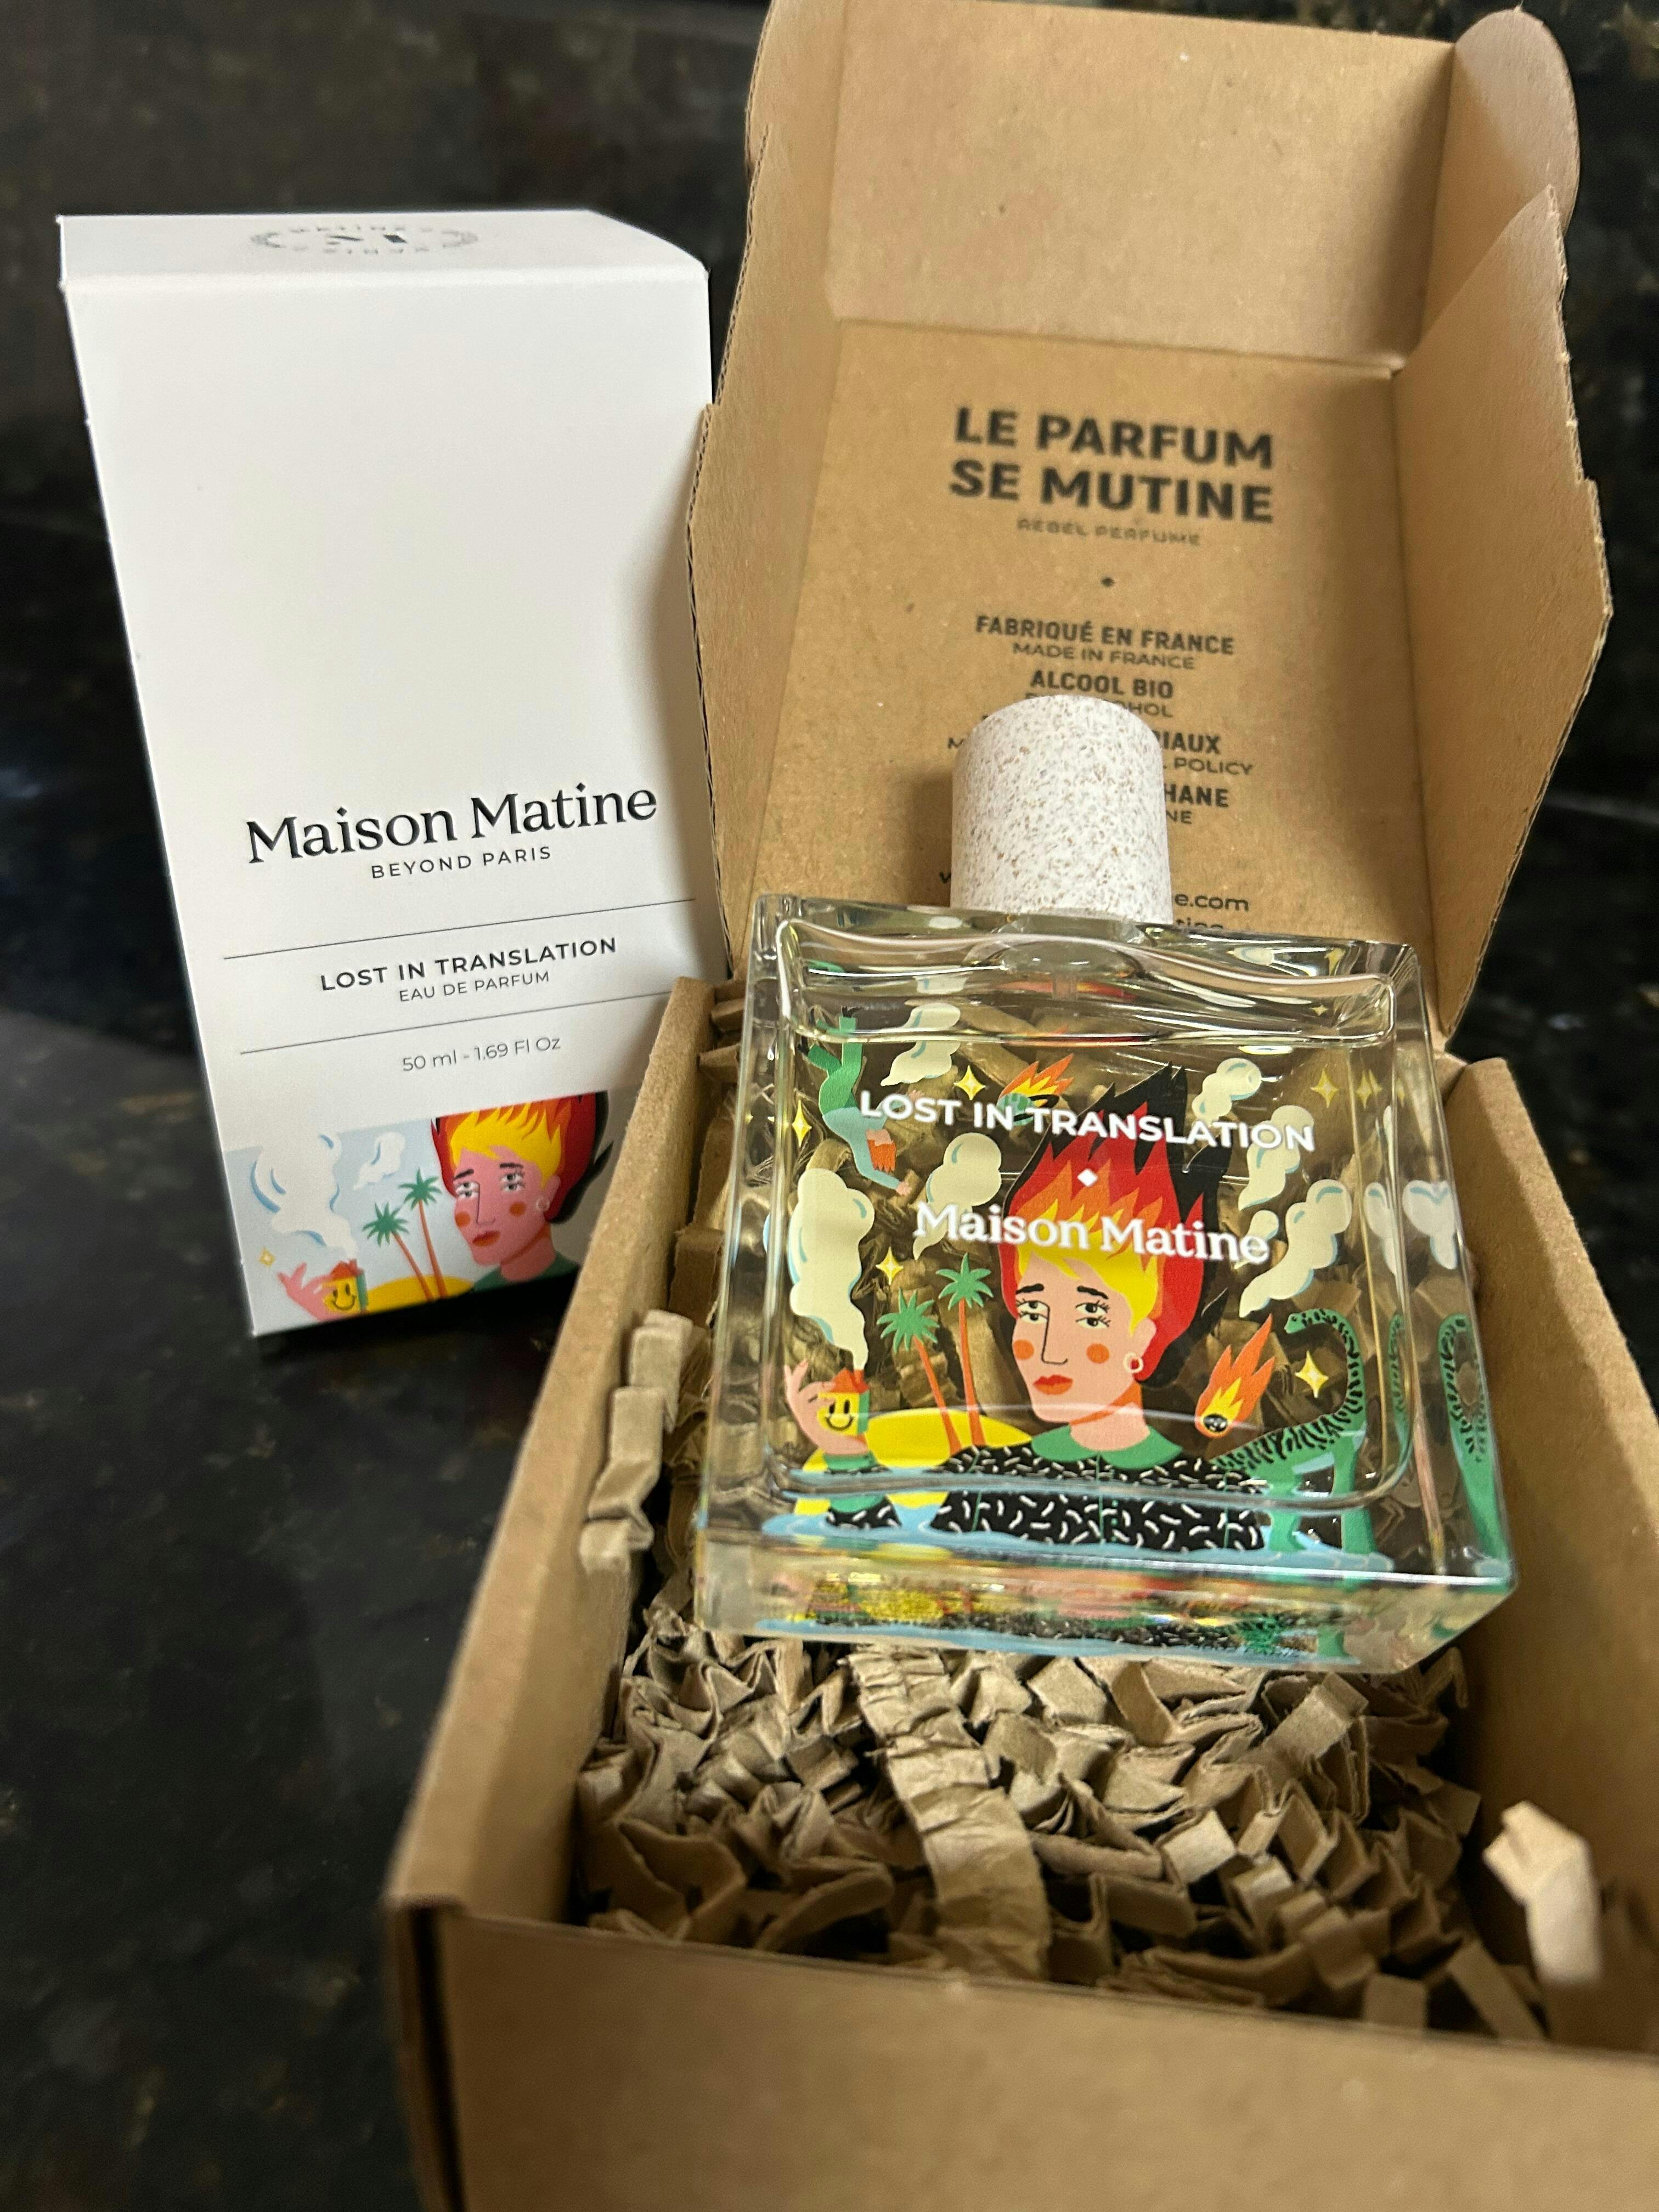 Maison Matine
BEYOND PARIS
LOST IN TRANSLATION
EAU DE PARFUM
50 ml - 1.69 Fl Oz
LE PARFUM
SE MUTINE
REBEL PERFUME
FABRIQUÉ EN FRANCE
MADE IN FRANCE
ALCOOL BIO
POLICY
LOST IN TRANSLATION
Maison Matine